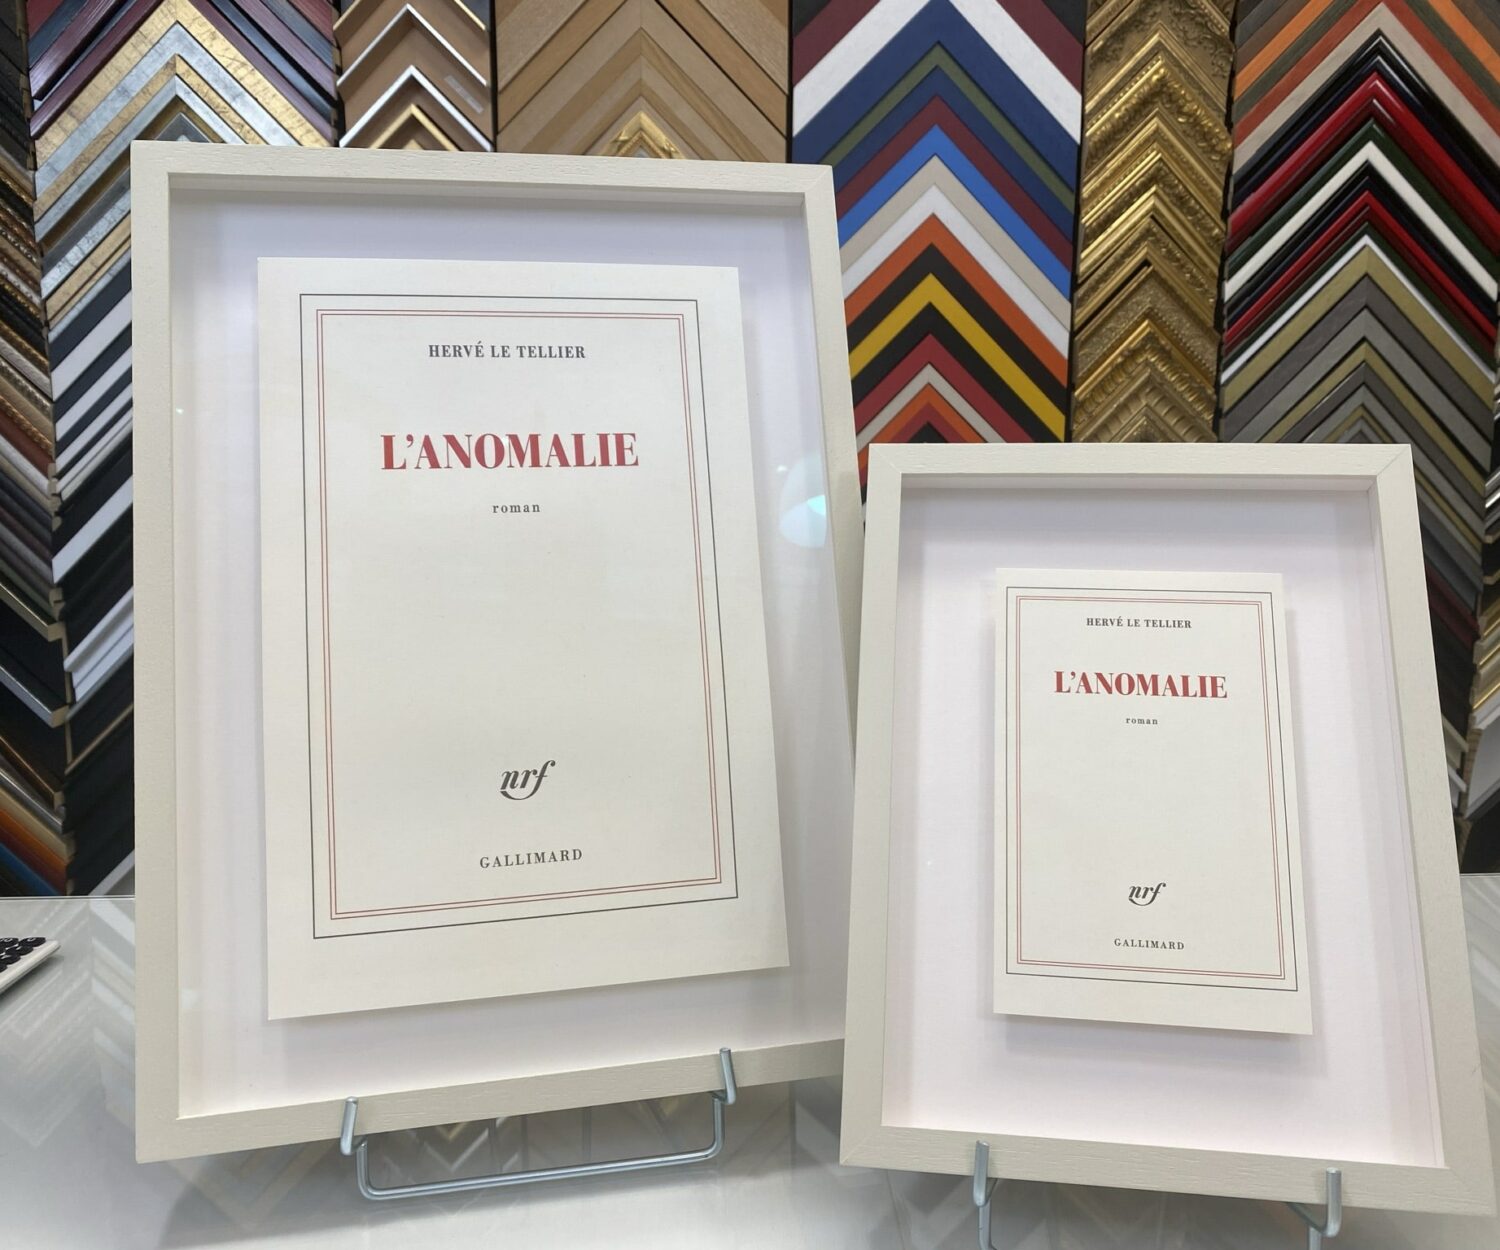 HERVÉ LE TELLIER
L'ANOMALIE
roman
nrf
GALLIMARD
HERVÉ LE TELLIER
L'ANOMALIE
roman
nrf
GALLIMARD